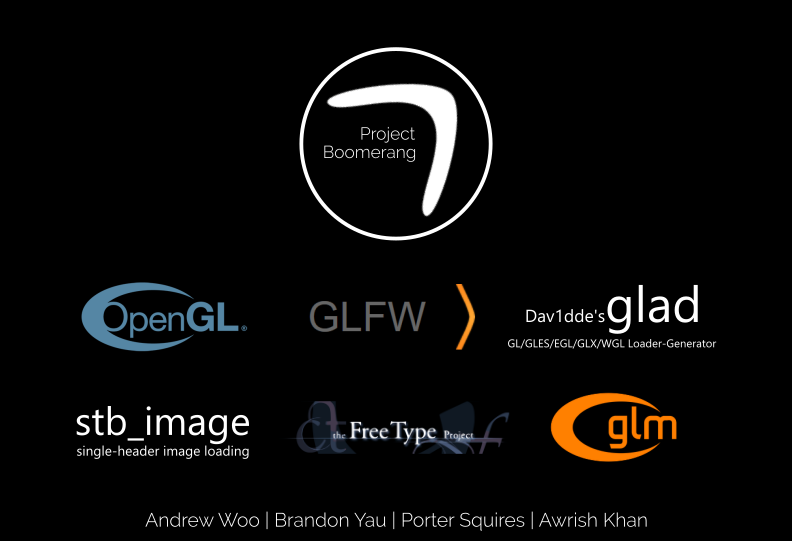 Project
Boomerang
OpenGL®
GLFW
Dav1dde's glad
GL/GLES/EGL/GLX/WGL Loader-Generator
stb_image
single-header image loading
the FreeType Project
glm
Andrew Woo | Brandon Yau | Porter Squires | Awrish Khan